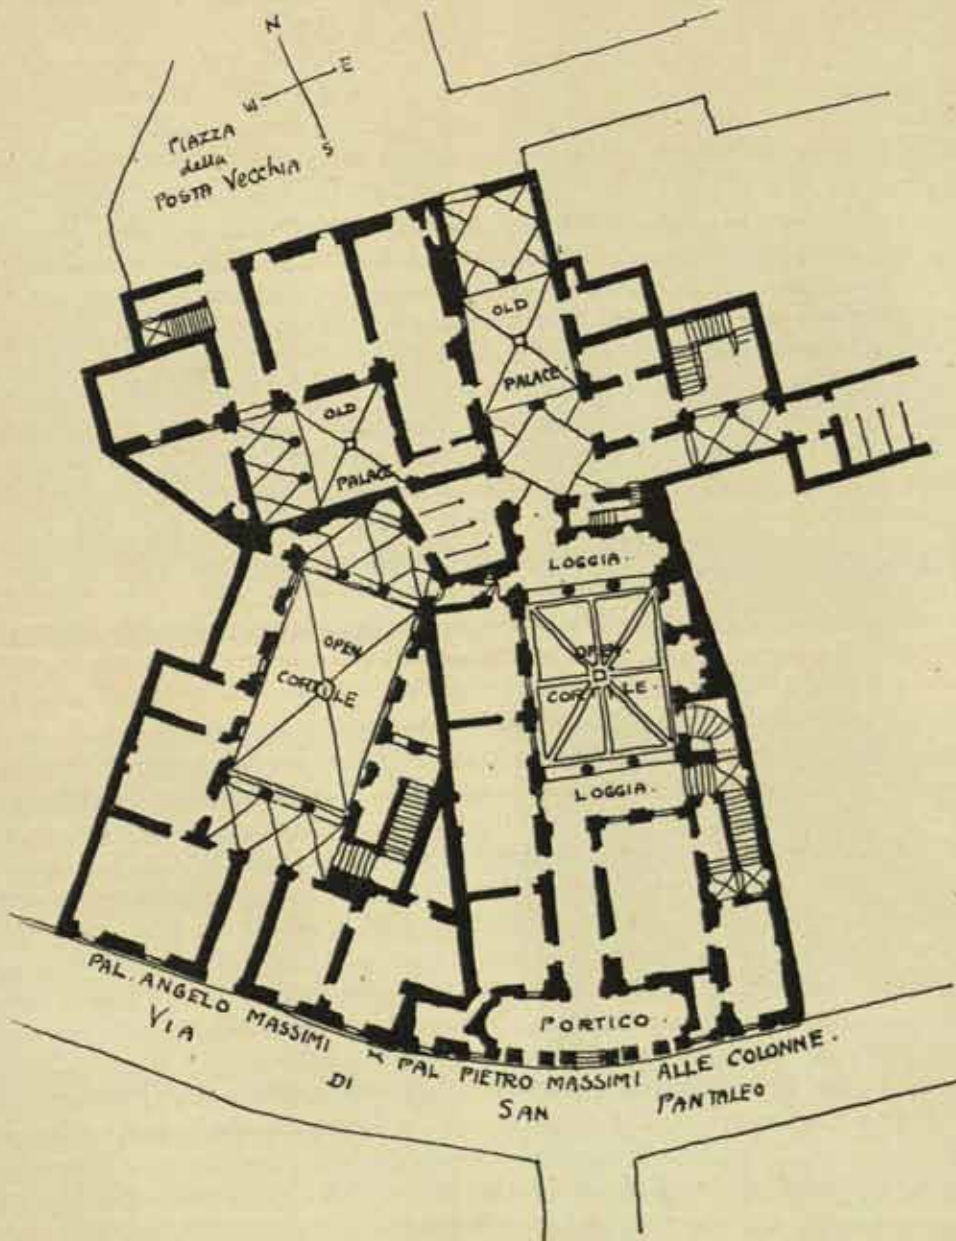 N
E
W
S
PIAZZA
della
POSTA Vecchia
OLD
PALACE
OLD
PALACE
LOGGIA.
OPEN
CORTILE
OPEN.
CORTILE.
LOGGIA.
PORTICO.
PAL. ANGELO MASSIMI × PAL PIETRO MASSIMI ALLE COLONNE.
VIA DI SAN PANTALEO